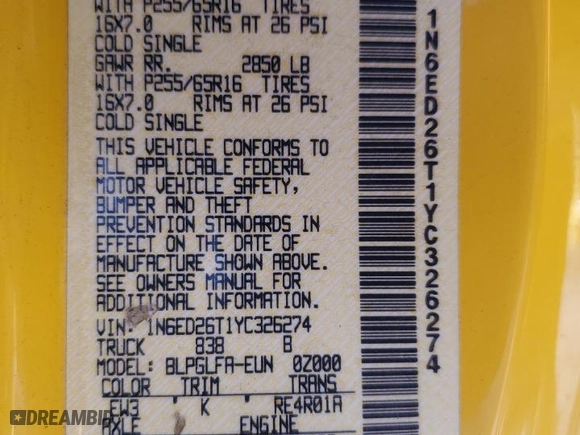 WITH P255/65R16 TIRES
16X7.0 RIMS AT 26 PSI
COLD SINGLE
GAWR RR. 2850 LB
WITH P255/65R16 TIRES
16X7.0 RIMS AT 26 PSI
COLD SINGLE
THIS VEHICLE CONFORMS TO
ALL APPLICABLE FEDERAL
MOTOR VEHICLE SAFETY,
BUMPER AND THEFT
PREVENTION STANDARDS IN
EFFECT ON THE DATE OF
MANUFACTURE SHOWN ABOVE.
SEE OWNERS MANUAL FOR
ADDITIONAL INFORMATION.
VIN: 1N6ED26T1YC326274
TRUCK 838 B
MODEL: BLPGLFA-EUN 0Z000
COLOR TRIM TRANS
EW3 K RE4R01A
AXLE ENGINE
1N6ED26T1YC326274
DREAMBID